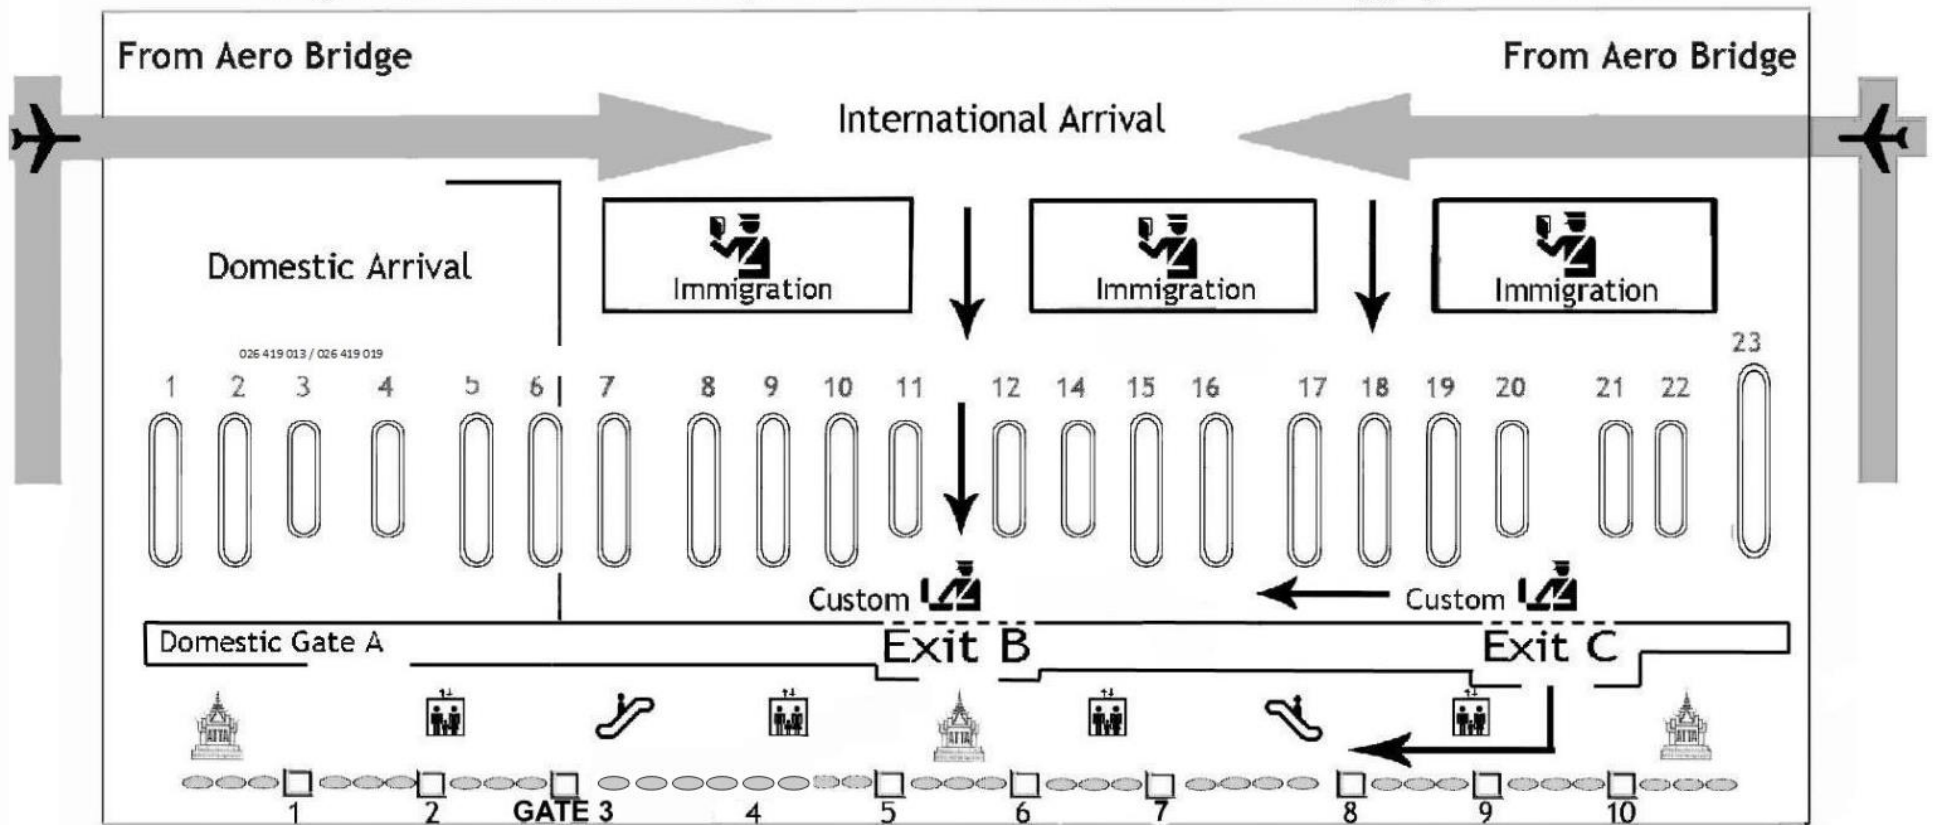 From Aero Bridge
From Aero Bridge
International Arrival
Domestic Arrival
Immigration
Immigration
Immigration
026 419 013 / 026 419 019
23
1 2 3 4 5 6 7 8 9 10 11 12 14 15 16 17 18 19 20 21 22
Custom
Custom
Domestic Gate A
Exit B
Exit C
ATTA
ATTA
ATTA
1 2 GATE 3 4 5 6 7 8 9 10